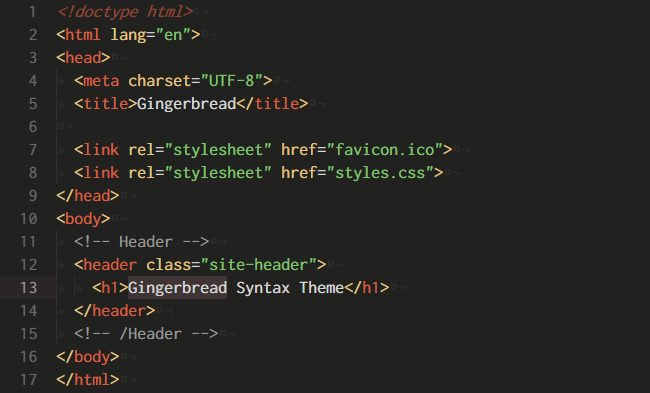 1 <!doctype html>
2 <html lang="en">
3 <head>
4 <meta charset="UTF-8">
5 <title>Gingerbread</title>
6
7 <link rel="stylesheet" href="favicon.ico">
8 <link rel="stylesheet" href="styles.css">
9 </head>
10 <body>
11 <!-- Header -->
12 <header class="site-header">
13 <h1>Gingerbread Syntax Theme</h1>
14 </header>
15 <!-- /Header -->
16 </body>
17 </html>